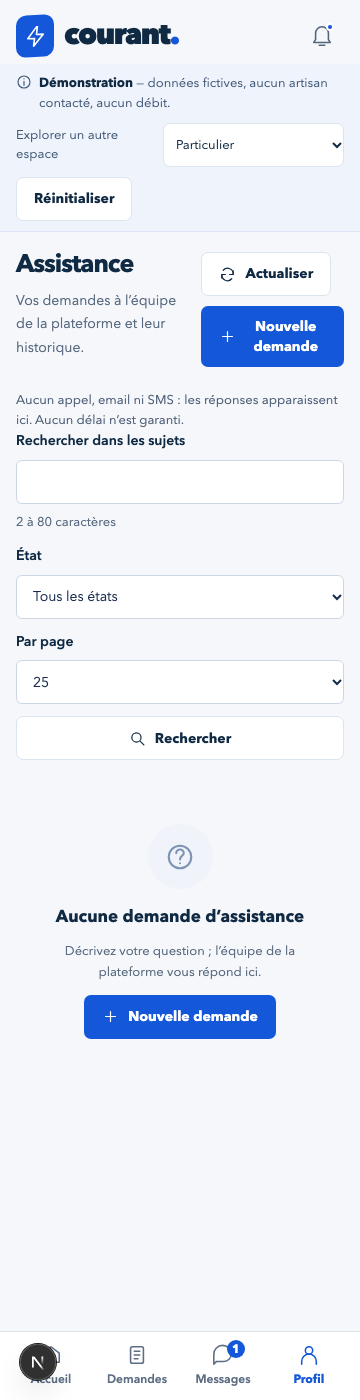 courant.
Démonstration — données fictives, aucun artisan
contacté, aucun débit.
Explorer un autre
espace
Particulier
Réinitialiser
Assistance
Actualiser
Vos demandes à l’équipe
de la plateforme et leur
historique.
Nouvelle
demande
Aucun appel, email ni SMS : les réponses apparaissent
ici. Aucun délai n’est garanti.
Rechercher dans les sujets
2 à 80 caractères
État
Tous les états
Par page
25
Rechercher
Aucune demande d’assistance
Décrivez votre question ; l’équipe de la
plateforme vous répond ici.
Nouvelle demande
1
N
Accueil
Demandes
Messages
Profil